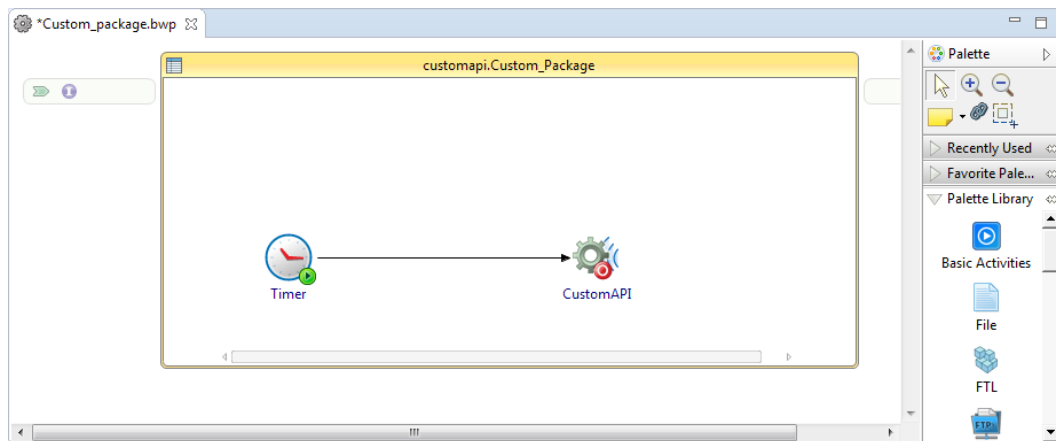 *Custom_package.bwp
customapi.Custom_Package
Timer
CustomAPI
Palette
Recently Used
Favorite Pale...
Palette Library
Basic Activities
File
FTL
FTP